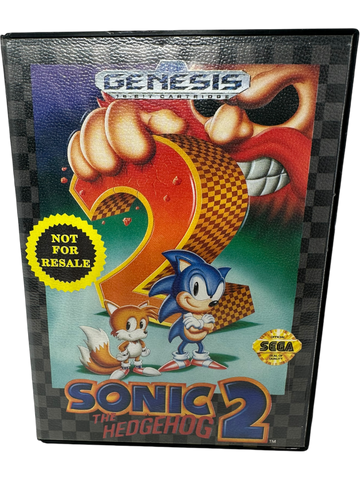 GENESIS
16-BIT CARTRIDGE
2
NOT
FOR
RESALE
SEGA
SONIC
THE
HEDGEHOG 2
TM